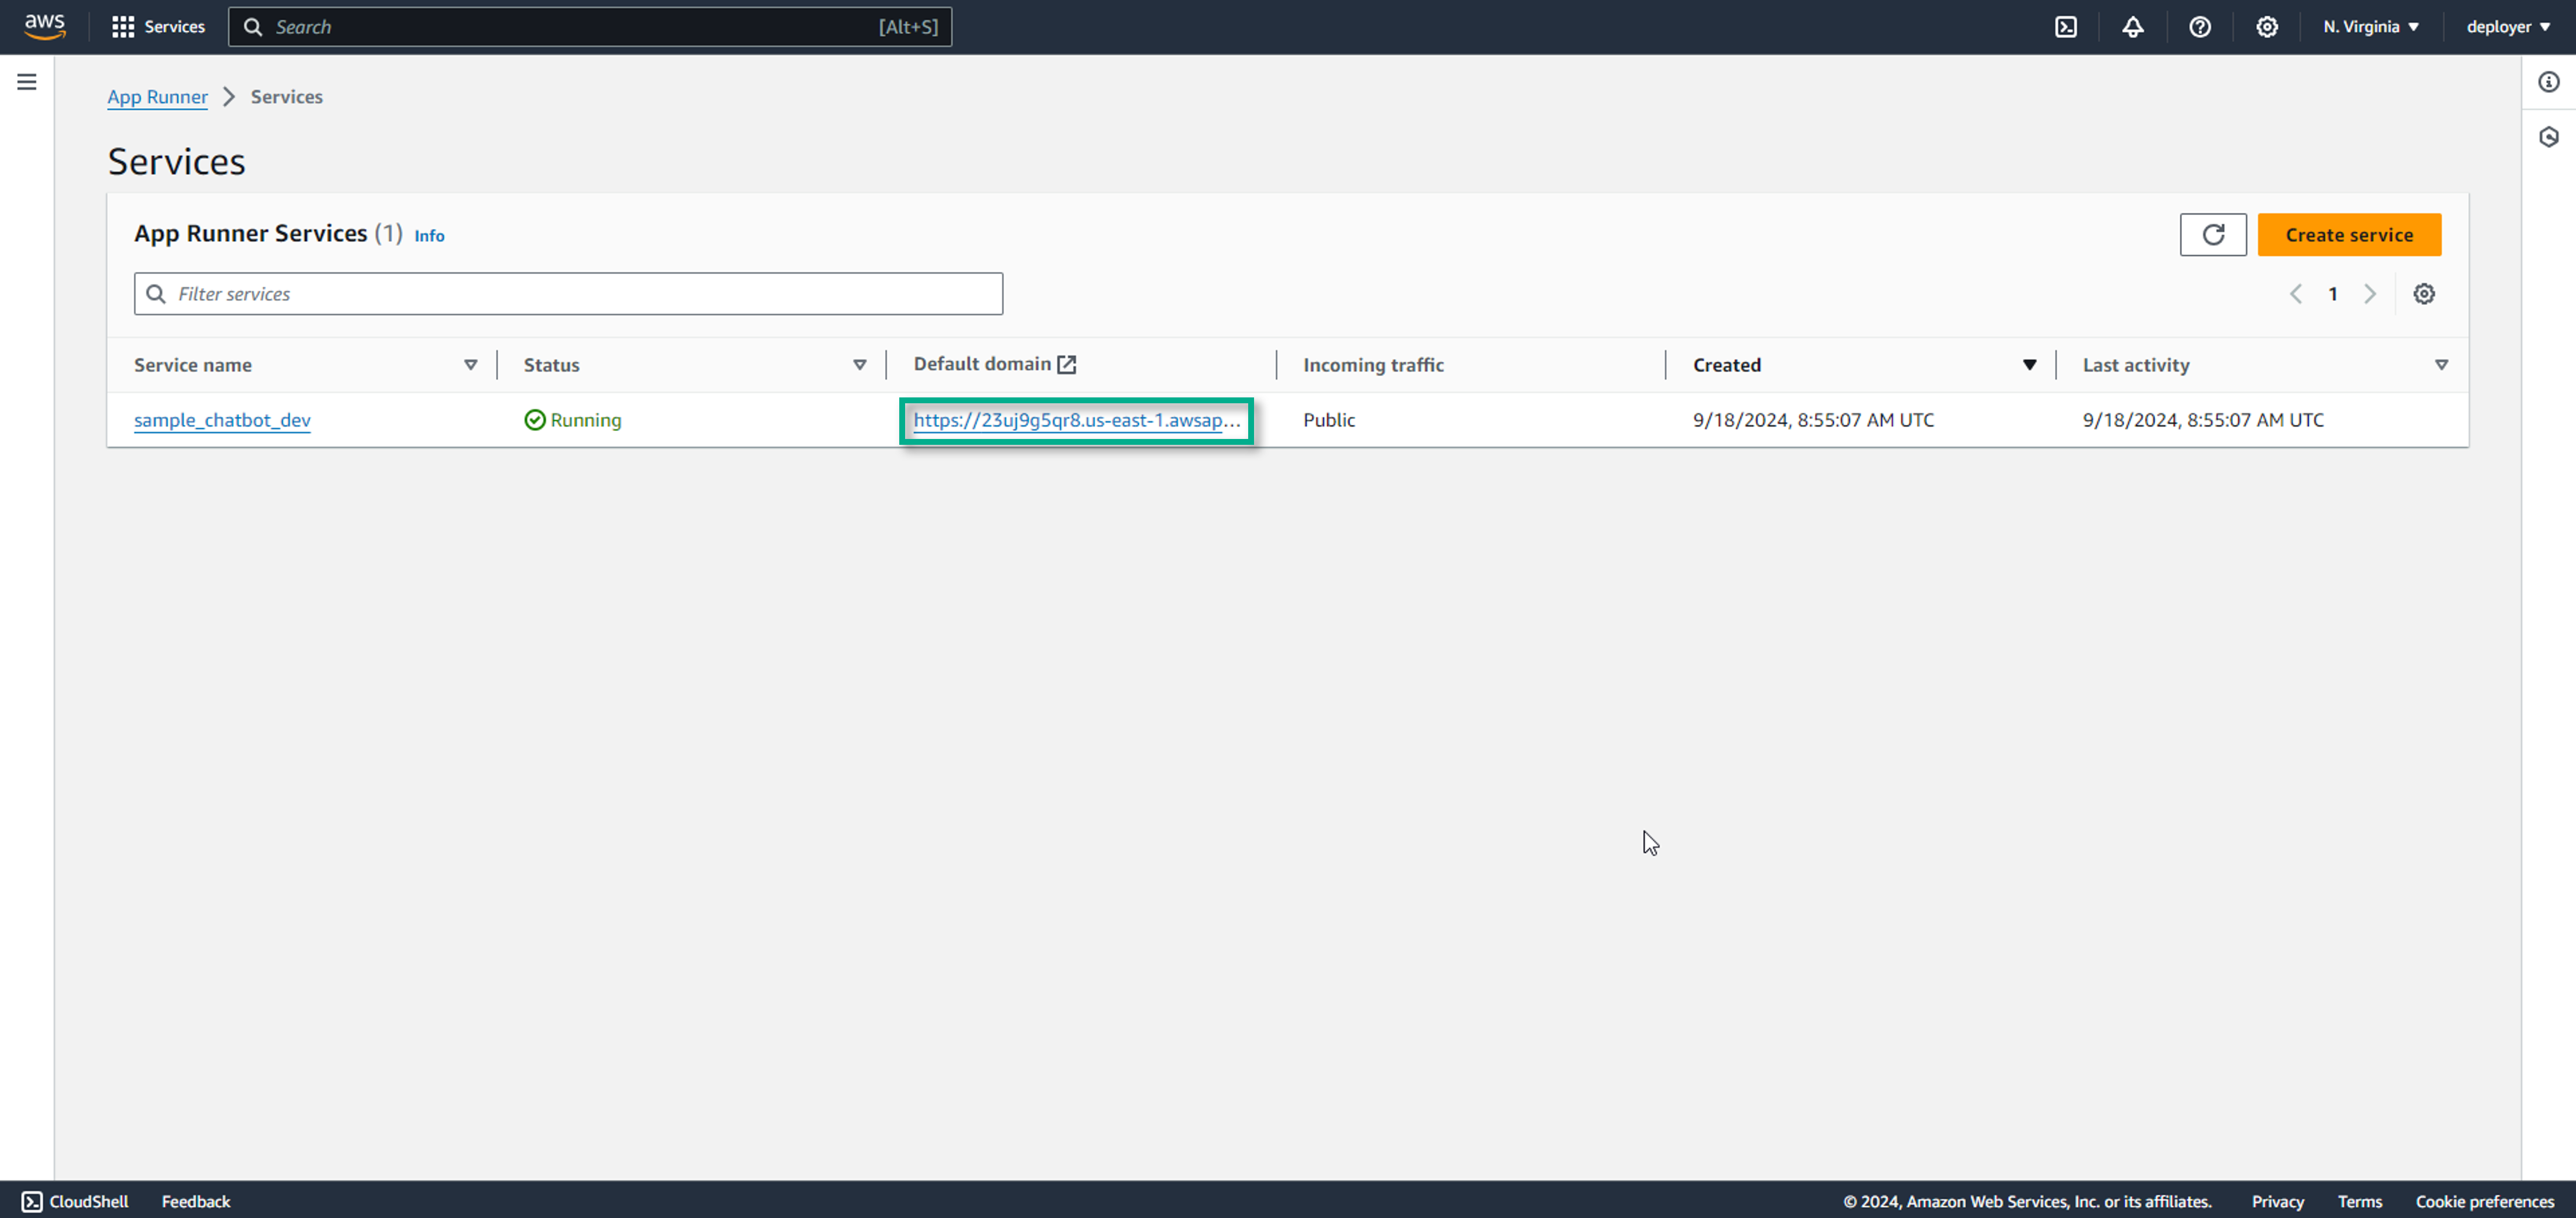 aws Services Search [Alt+S] N. Virginia deployer
App Runner Services
Services
App Runner Services (1) Info Create service
Filter services 1
Service name Status Default domain Incoming traffic Created Last activity
sample_chatbot_dev Running https://23uj9g5qr8.us-east-1.awsap... Public 9/18/2024, 8:55:07 AM UTC 9/18/2024, 8:55:07 AM UTC
CloudShell Feedback © 2024, Amazon Web Services, Inc. or its affiliates. Privacy Terms Cookie preferences